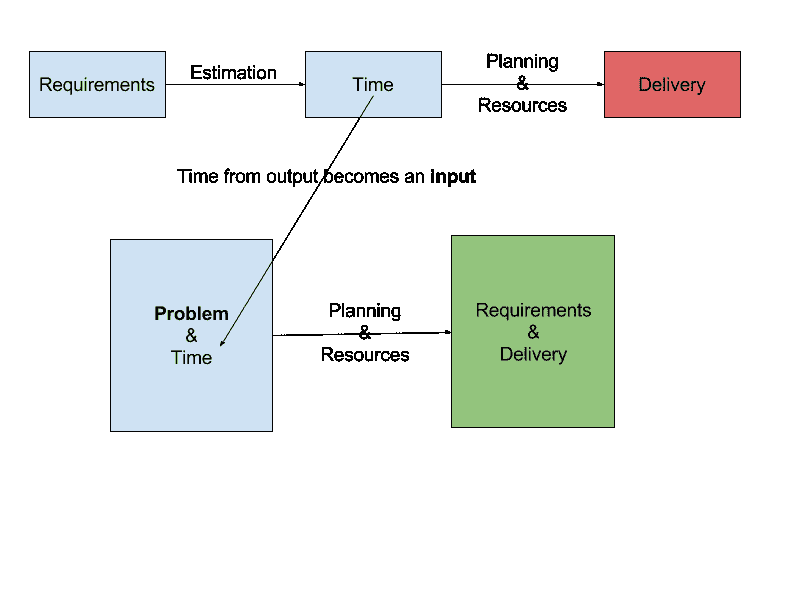 Requirements
Estimation
Time
Planning
&
Resources
Delivery
Time from output becomes an input
Problem
&
Time
Planning
&
Resources
Requirements
&
Delivery